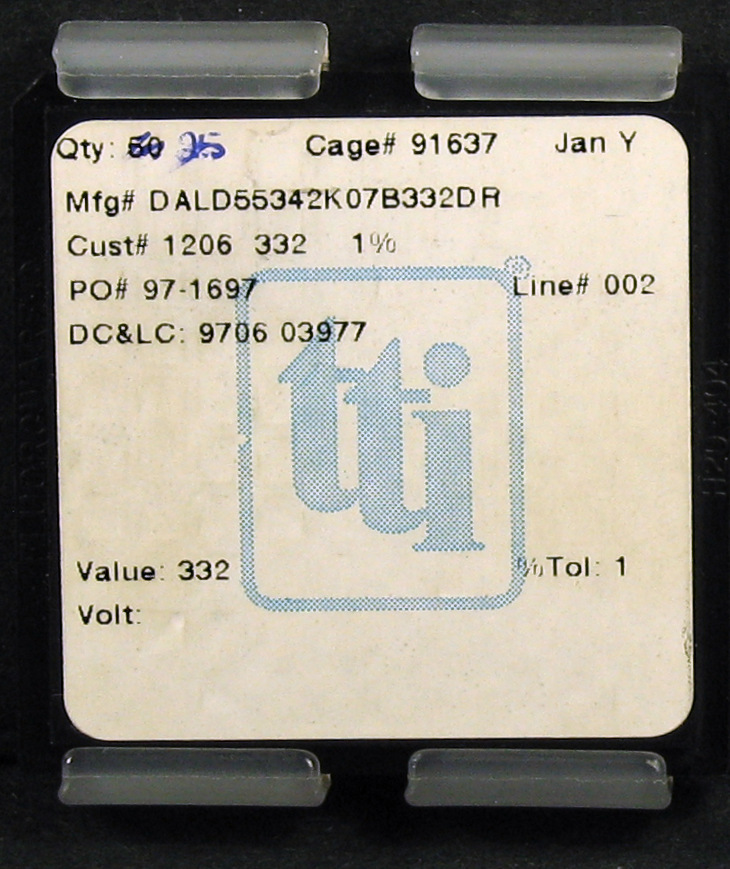 Qty: 50 25 Cage# 91637 Jan Y
Mfg# DALD55342K07B332DR
Cust# 1206 332 1%
PO# 97-1697 Line# 002
DC&LC: 9706 03977
tti
Value: 332 % Tol: 1
Volt: